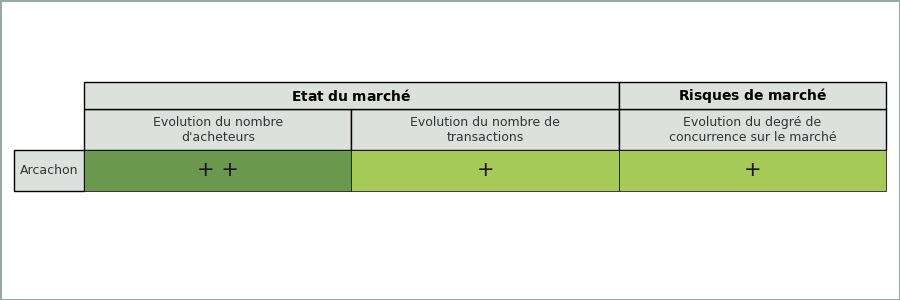 Etat du marché
Risques de marché
Evolution du nombre
d'acheteurs
Evolution du nombre de
transactions
Evolution du degré de
concurrence sur le marché
Arcachon
+ +
+
+